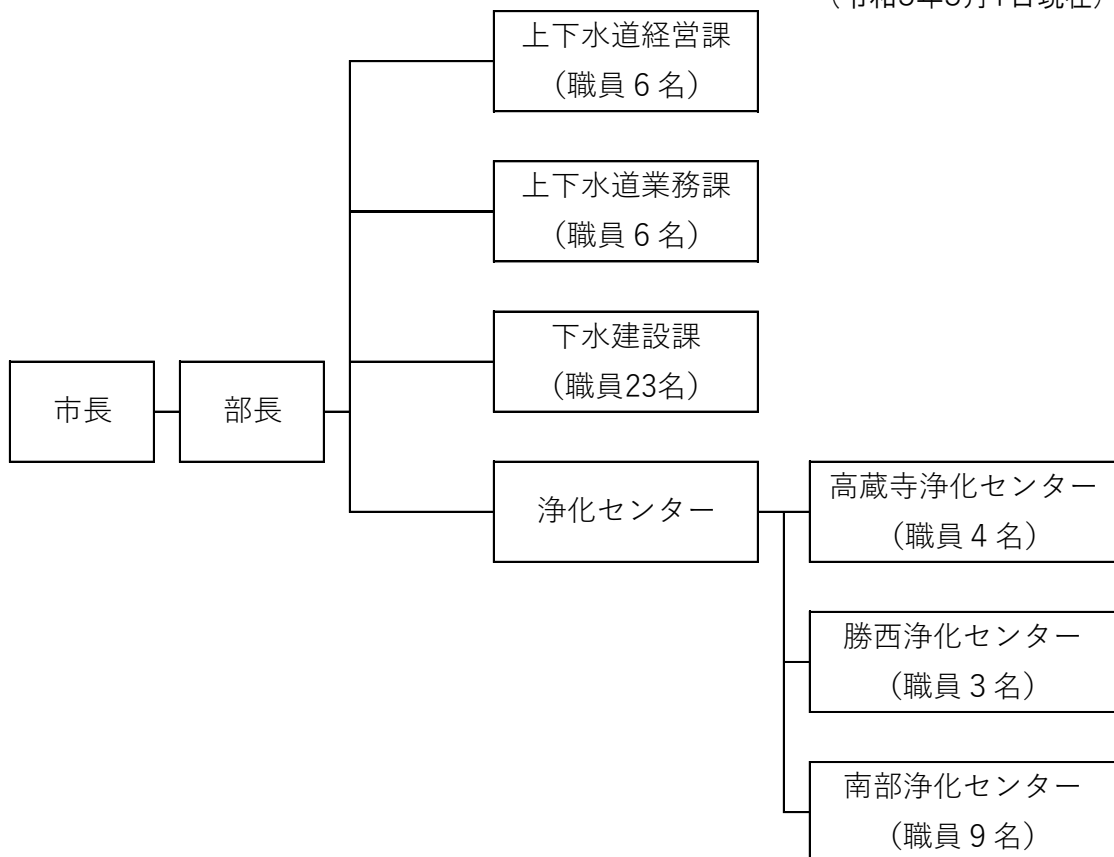 上下水道経営課
（職員６名）
上下水道業務課
（職員６名）
下水建設課
（職員23名）
市長
部長
浄化センター
高蔵寺浄化センター
（職員４名）
勝西浄化センター
（職員３名）
南部浄化センター
（職員９名）